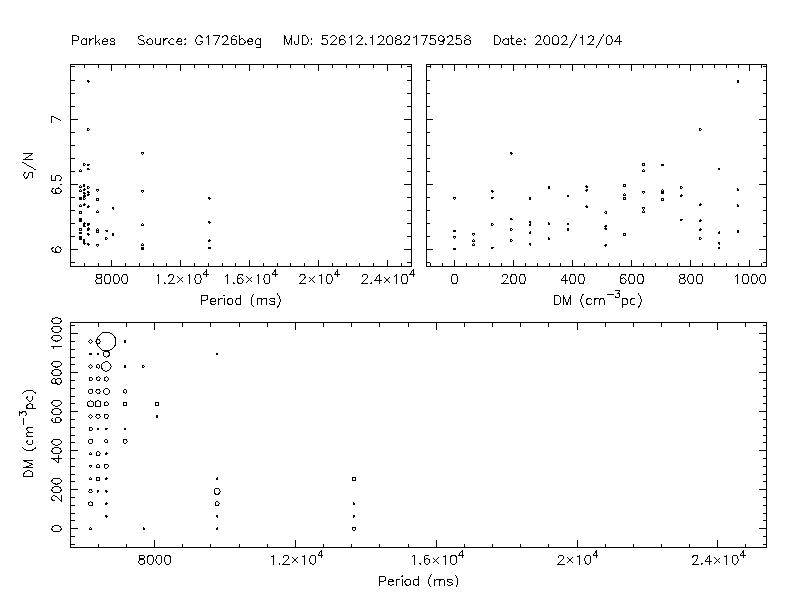 Parkes Source: G1726beg MJD: 52612.120821759258 Date: 2002/12/04
7
6.5
6
S/N
8000 1.2×10⁴ 1.6×10⁴ 2×10⁴ 2.4×10⁴
Period (ms)
0 200 400 600 800 1000
DM (cm⁻³pc)
1000
800
600
400
200
0
DM (cm⁻³pc)
8000 1.2×10⁴ 1.6×10⁴ 2×10⁴ 2.4×10⁴
Period (ms)